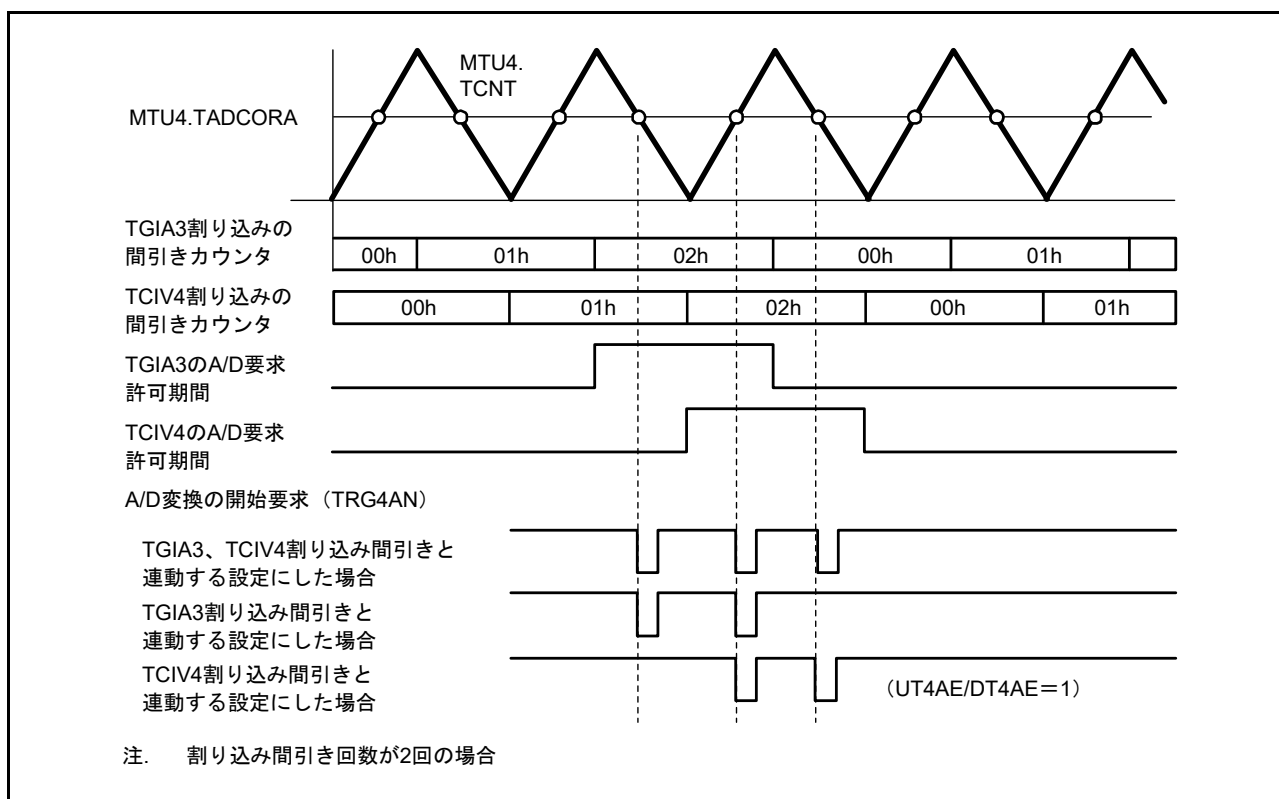 MTU4.
TCNT
MTU4.TADCORA
TGIA3割り込みの
間引きカウンタ
00h 01h 02h 00h 01h
TCIV4割り込みの
間引きカウンタ
00h 01h 02h 00h 01h
TGIA3のA/D要求
許可期間
TCIV4のA/D要求
許可期間
A/D変換の開始要求（TRG4AN）
TGIA3、TCIV4割り込み間引きと
連動する設定にした場合
TGIA3割り込み間引きと
連動する設定にした場合
TCIV4割り込み間引きと
連動する設定にした場合
（UT4AE/DT4AE＝1）
注. 割り込み間引き回数が2回の場合